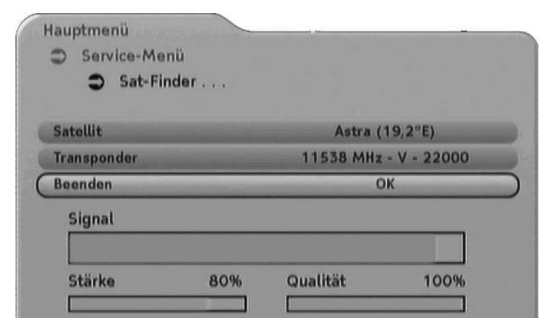 Hauptmenü
Service-Menü
Sat-Finder . . .
Satellit Astra (19,2°E)
Transponder 11538 MHz - V - 22000
Beenden OK
Signal
Stärke 80% Qualität 100%